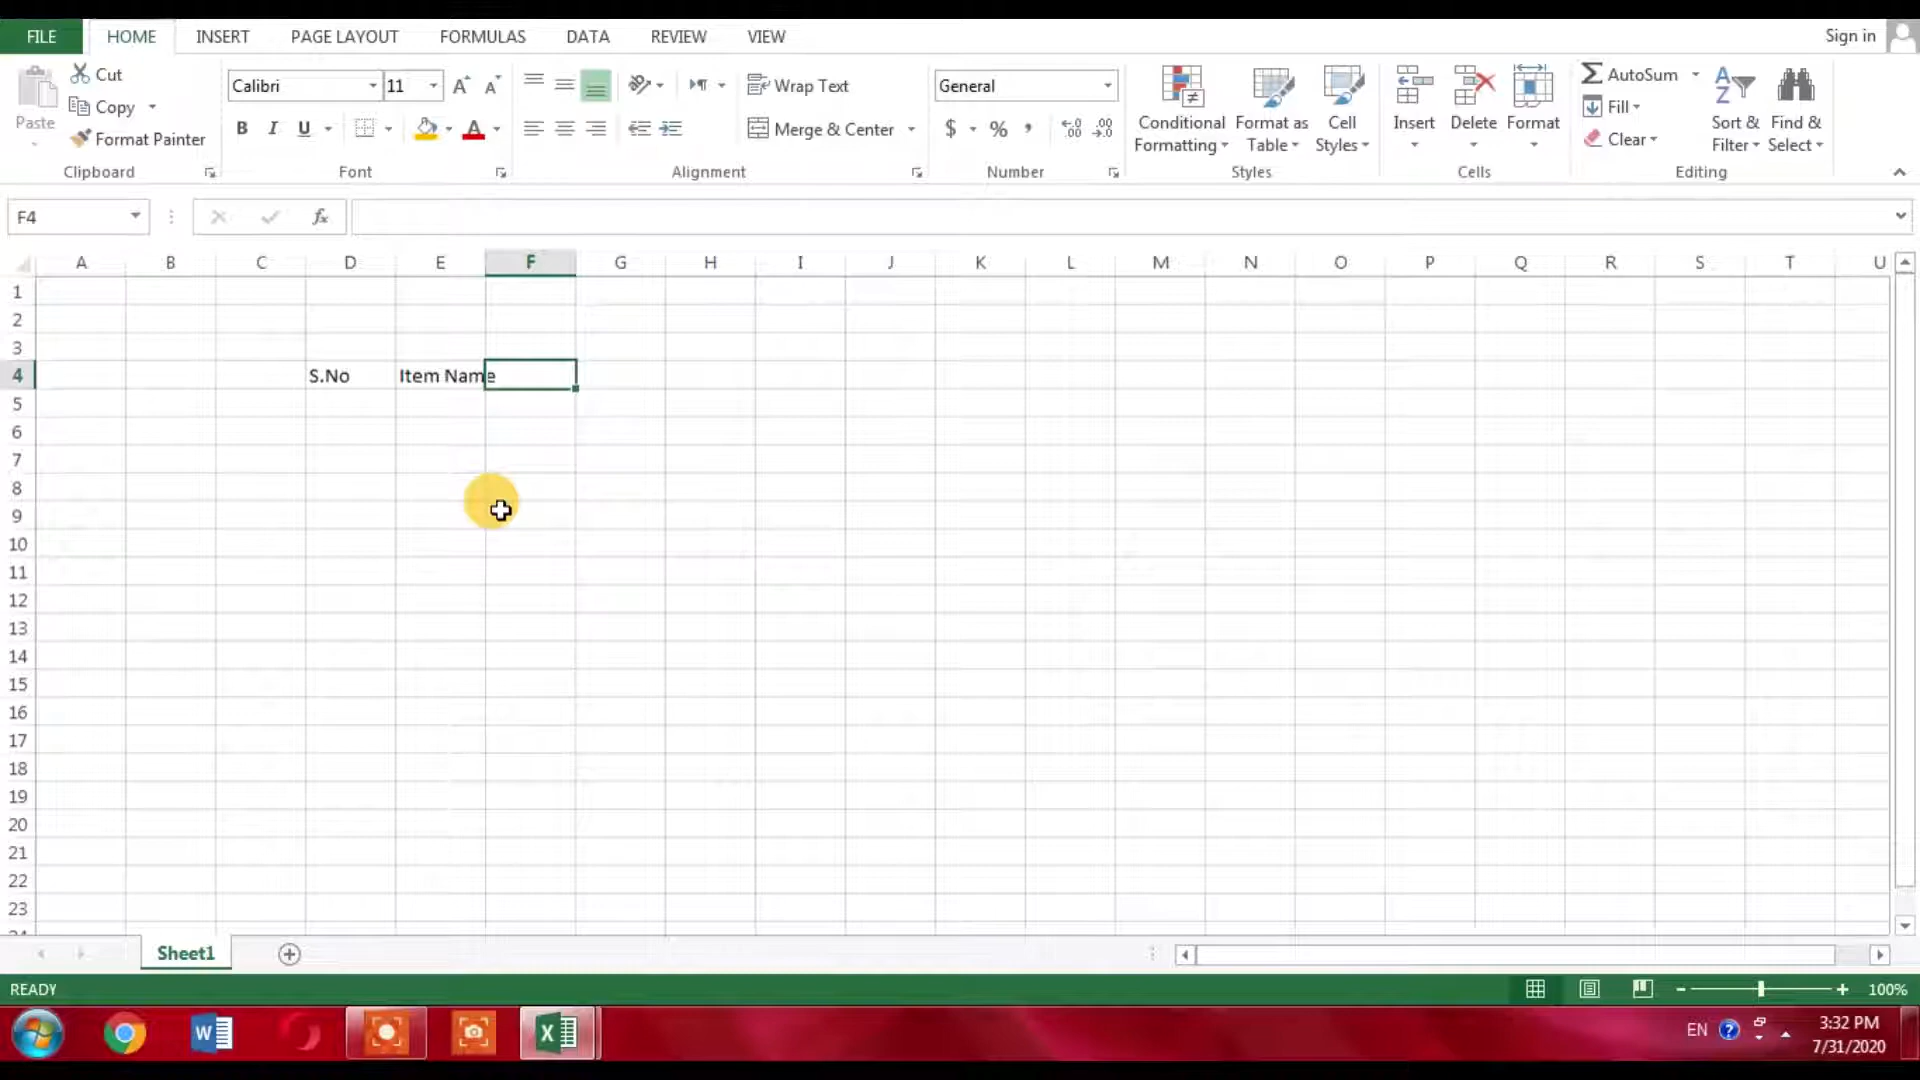 FILE HOME INSERT PAGE LAYOUT FORMULAS DATA REVIEW VIEW Sign in
Cut
Copy
Format Painter
Paste
Clipboard
Calibri 11
B I U A
Font
Wrap Text
Merge & Center
Alignment
General
$ % ,
Number
Conditional Formatting
Format as Table
Cell Styles
Styles
Insert Delete Format
Cells
AutoSum
Fill
Clear
Sort & Filter
Find & Select
Editing
F4 fx
A B C D E F G H I J K L M N O P Q R S T U
1
2
3
4 S.No Item Name
5
6
7
8
9
10
11
12
13
14
15
16
17
18
19
20
21
22
23
Sheet1
READY 100%
EN 3:32 PM
7/31/2020